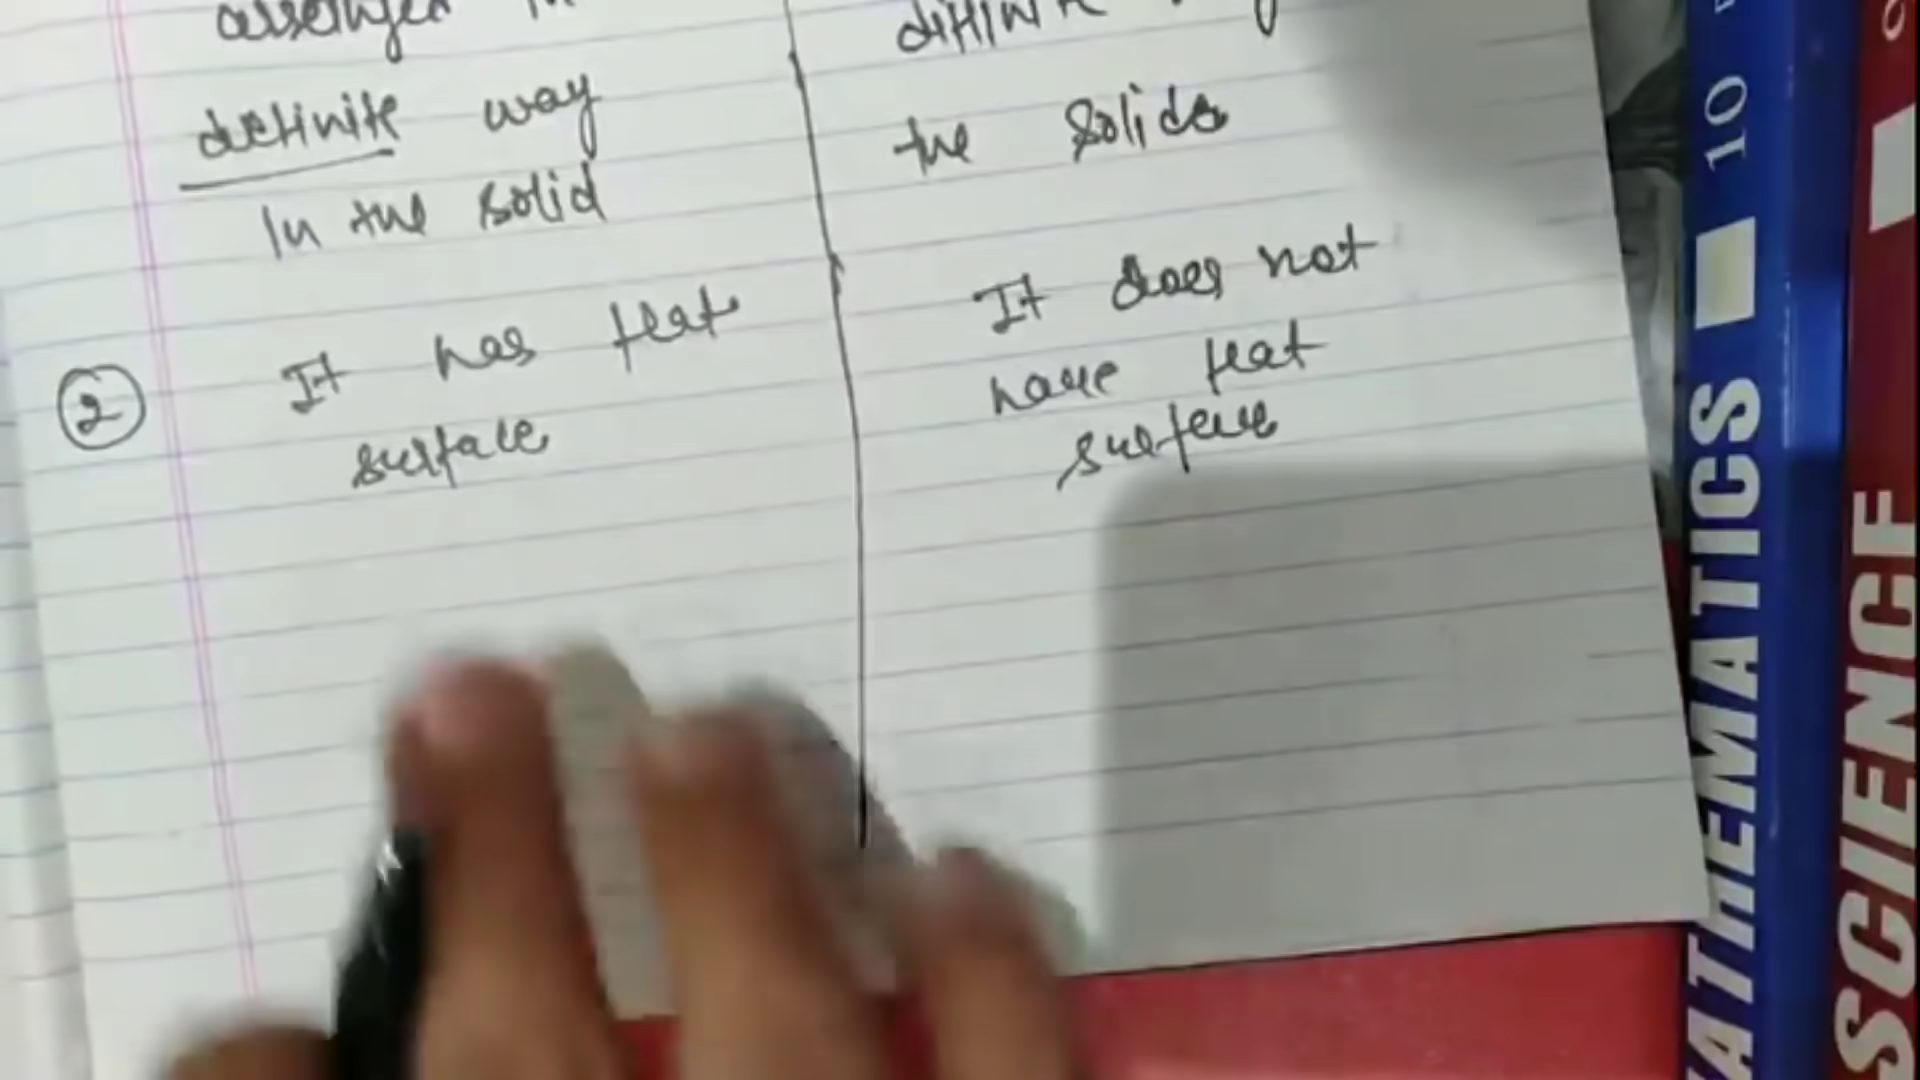 definite way
in the solid
the solids
2
It has flat
surface
It does not
have flat
surface
10
MATHEMATICS
SCIENCE